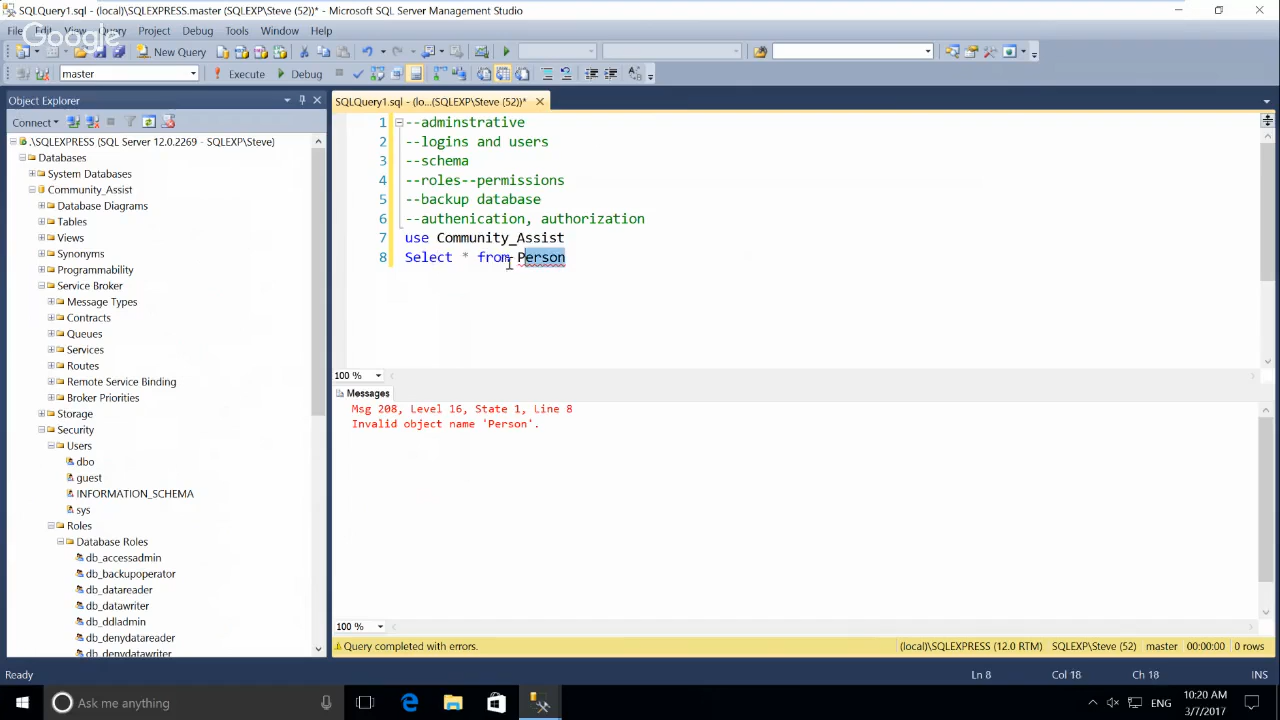 SQLQuery1.sql - (local)\SQLEXPRESS.master (SQLEXP\Steve (52))* - Microsoft SQL Server Management Studio
File Edit View Query Project Debug Tools Window Help
Google
New Query
master Execute Debug
Object Explorer
SQLQuery1.sql - (lo...(SQLEXP\Steve (52))*
Connect
.\SQLEXPRESS (SQL Server 12.0.2269 - SQLEXP\Steve)
Databases
System Databases
Community_Assist
Database Diagrams
Tables
Views
Synonyms
Programmability
Service Broker
Message Types
Contracts
Queues
Services
Routes
Remote Service Binding
Broker Priorities
Storage
Security
Users
dbo
guest
INFORMATION_SCHEMA
sys
Roles
Database Roles
db_accessadmin
db_backupoperator
db_datareader
db_datawriter
db_ddladmin
db_denydatareader
db_denydatawriter
1 --adminstrative
2 --logins and users
3 --schema
4 --roles--permissions
5 --backup database
6 --authenication, authorization
7 use Community_Assist
8 Select * from Person
100 %
Messages
Msg 208, Level 16, State 1, Line 8
Invalid object name 'Person'.
100 %
Query completed with errors. (local)\SQLEXPRESS (12.0 RTM) SQLEXP\Steve (52) master 00:00:00 0 rows
Ready Ln 8 Col 18 Ch 18 INS
Ask me anything ENG 10:20 AM
3/7/2017